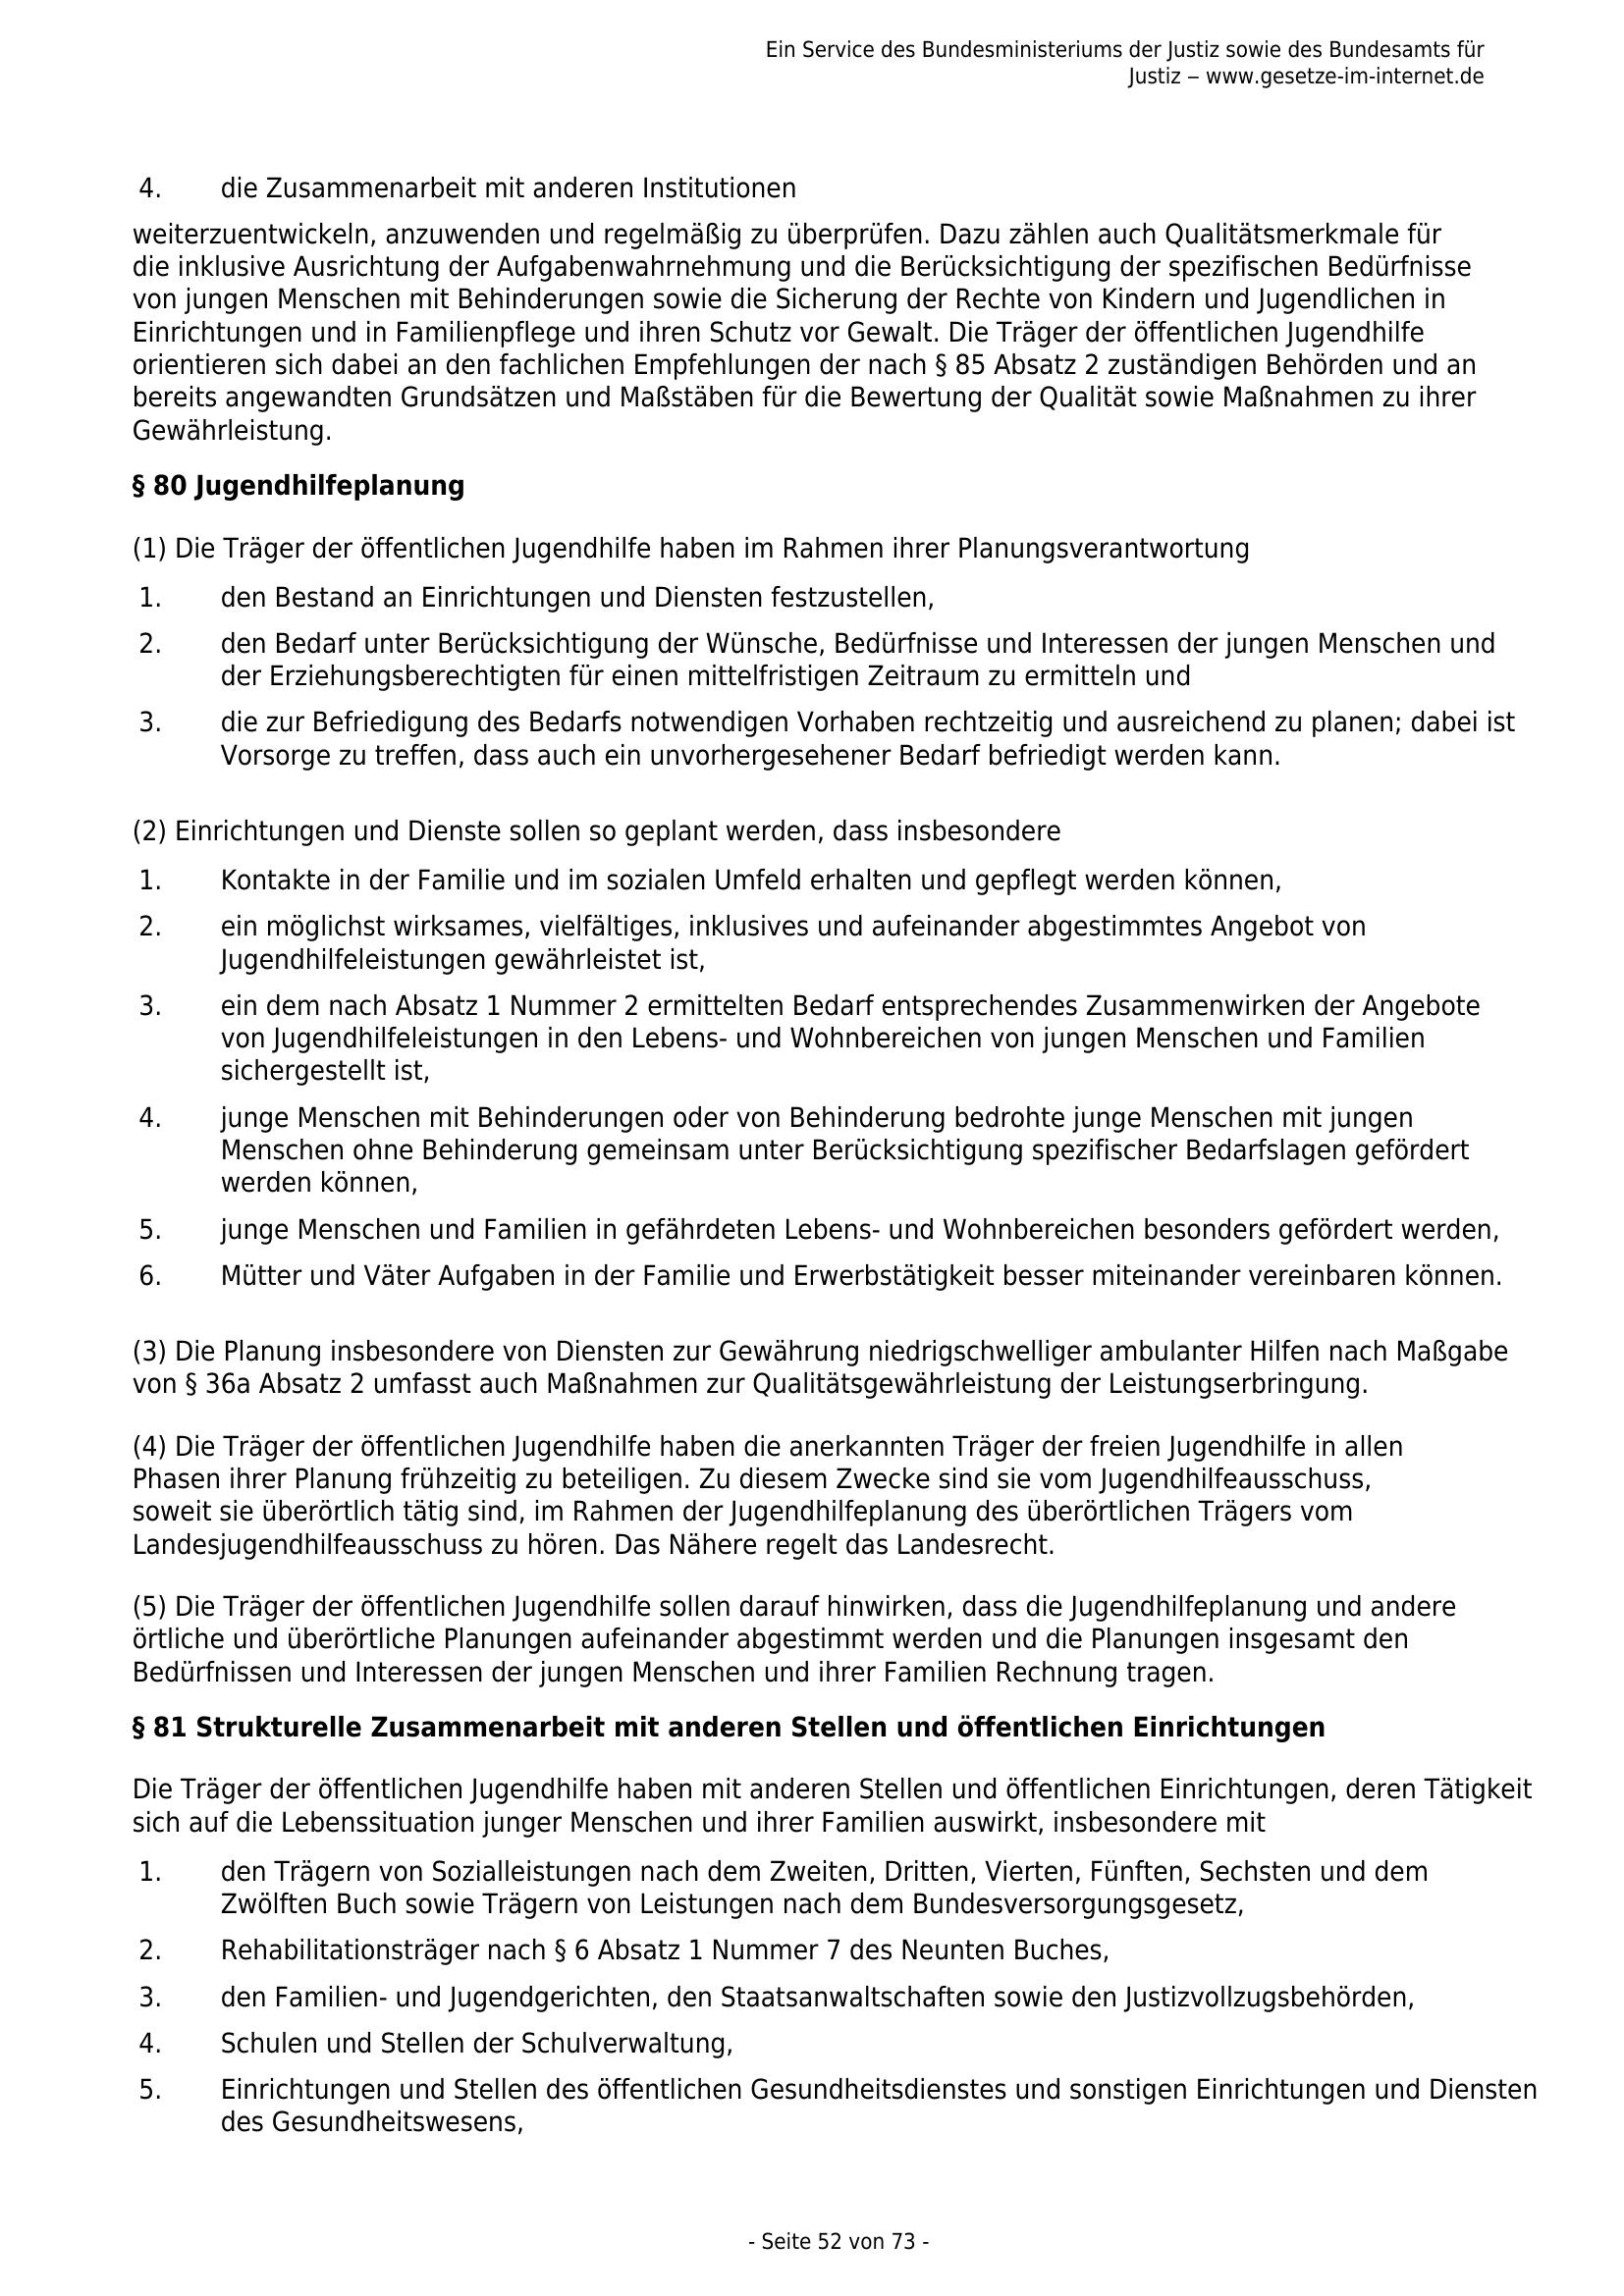 Ein Service des Bundesministeriums der Justiz sowie des Bundesamts für
Justiz ‒ www.gesetze-im-internet.de
4. die Zusammenarbeit mit anderen Institutionen
weiterzuentwickeln, anzuwenden und regelmäßig zu überprüfen. Dazu zählen auch Qualitätsmerkmale für
die inklusive Ausrichtung der Aufgabenwahrnehmung und die Berücksichtigung der spezifischen Bedürfnisse
von jungen Menschen mit Behinderungen sowie die Sicherung der Rechte von Kindern und Jugendlichen in
Einrichtungen und in Familienpflege und ihren Schutz vor Gewalt. Die Träger der öffentlichen Jugendhilfe
orientieren sich dabei an den fachlichen Empfehlungen der nach § 85 Absatz 2 zuständigen Behörden und an
bereits angewandten Grundsätzen und Maßstäben für die Bewertung der Qualität sowie Maßnahmen zu ihrer
Gewährleistung.
§ 80 Jugendhilfeplanung
(1) Die Träger der öffentlichen Jugendhilfe haben im Rahmen ihrer Planungsverantwortung
1. den Bestand an Einrichtungen und Diensten festzustellen,
2. den Bedarf unter Berücksichtigung der Wünsche, Bedürfnisse und Interessen der jungen Menschen und
der Erziehungsberechtigten für einen mittelfristigen Zeitraum zu ermitteln und
3. die zur Befriedigung des Bedarfs notwendigen Vorhaben rechtzeitig und ausreichend zu planen; dabei ist
Vorsorge zu treffen, dass auch ein unvorhergesehener Bedarf befriedigt werden kann.
(2) Einrichtungen und Dienste sollen so geplant werden, dass insbesondere
1. Kontakte in der Familie und im sozialen Umfeld erhalten und gepflegt werden können,
2. ein möglichst wirksames, vielfältiges, inklusives und aufeinander abgestimmtes Angebot von
Jugendhilfeleistungen gewährleistet ist,
3. ein dem nach Absatz 1 Nummer 2 ermittelten Bedarf entsprechendes Zusammenwirken der Angebote
von Jugendhilfeleistungen in den Lebens- und Wohnbereichen von jungen Menschen und Familien
sichergestellt ist,
4. junge Menschen mit Behinderungen oder von Behinderung bedrohte junge Menschen mit jungen
Menschen ohne Behinderung gemeinsam unter Berücksichtigung spezifischer Bedarfslagen gefördert
werden können,
5. junge Menschen und Familien in gefährdeten Lebens- und Wohnbereichen besonders gefördert werden,
6. Mütter und Väter Aufgaben in der Familie und Erwerbstätigkeit besser miteinander vereinbaren können.
(3) Die Planung insbesondere von Diensten zur Gewährung niedrigschwelliger ambulanter Hilfen nach Maßgabe
von § 36a Absatz 2 umfasst auch Maßnahmen zur Qualitätsgewährleistung der Leistungserbringung.
(4) Die Träger der öffentlichen Jugendhilfe haben die anerkannten Träger der freien Jugendhilfe in allen
Phasen ihrer Planung frühzeitig zu beteiligen. Zu diesem Zwecke sind sie vom Jugendhilfeausschuss,
soweit sie überörtlich tätig sind, im Rahmen der Jugendhilfeplanung des überörtlichen Trägers vom
Landesjugendhilfeausschuss zu hören. Das Nähere regelt das Landesrecht.
(5) Die Träger der öffentlichen Jugendhilfe sollen darauf hinwirken, dass die Jugendhilfeplanung und andere
örtliche und überörtliche Planungen aufeinander abgestimmt werden und die Planungen insgesamt den
Bedürfnissen und Interessen der jungen Menschen und ihrer Familien Rechnung tragen.
§ 81 Strukturelle Zusammenarbeit mit anderen Stellen und öffentlichen Einrichtungen
Die Träger der öffentlichen Jugendhilfe haben mit anderen Stellen und öffentlichen Einrichtungen, deren Tätigkeit
sich auf die Lebenssituation junger Menschen und ihrer Familien auswirkt, insbesondere mit
1. den Trägern von Sozialleistungen nach dem Zweiten, Dritten, Vierten, Fünften, Sechsten und dem
Zwölften Buch sowie Trägern von Leistungen nach dem Bundesversorgungsgesetz,
2. Rehabilitationsträger nach § 6 Absatz 1 Nummer 7 des Neunten Buches,
3. den Familien- und Jugendgerichten, den Staatsanwaltschaften sowie den Justizvollzugsbehörden,
4. Schulen und Stellen der Schulverwaltung,
5. Einrichtungen und Stellen des öffentlichen Gesundheitsdienstes und sonstigen Einrichtungen und Diensten
des Gesundheitswesens,
- Seite 52 von 73 -